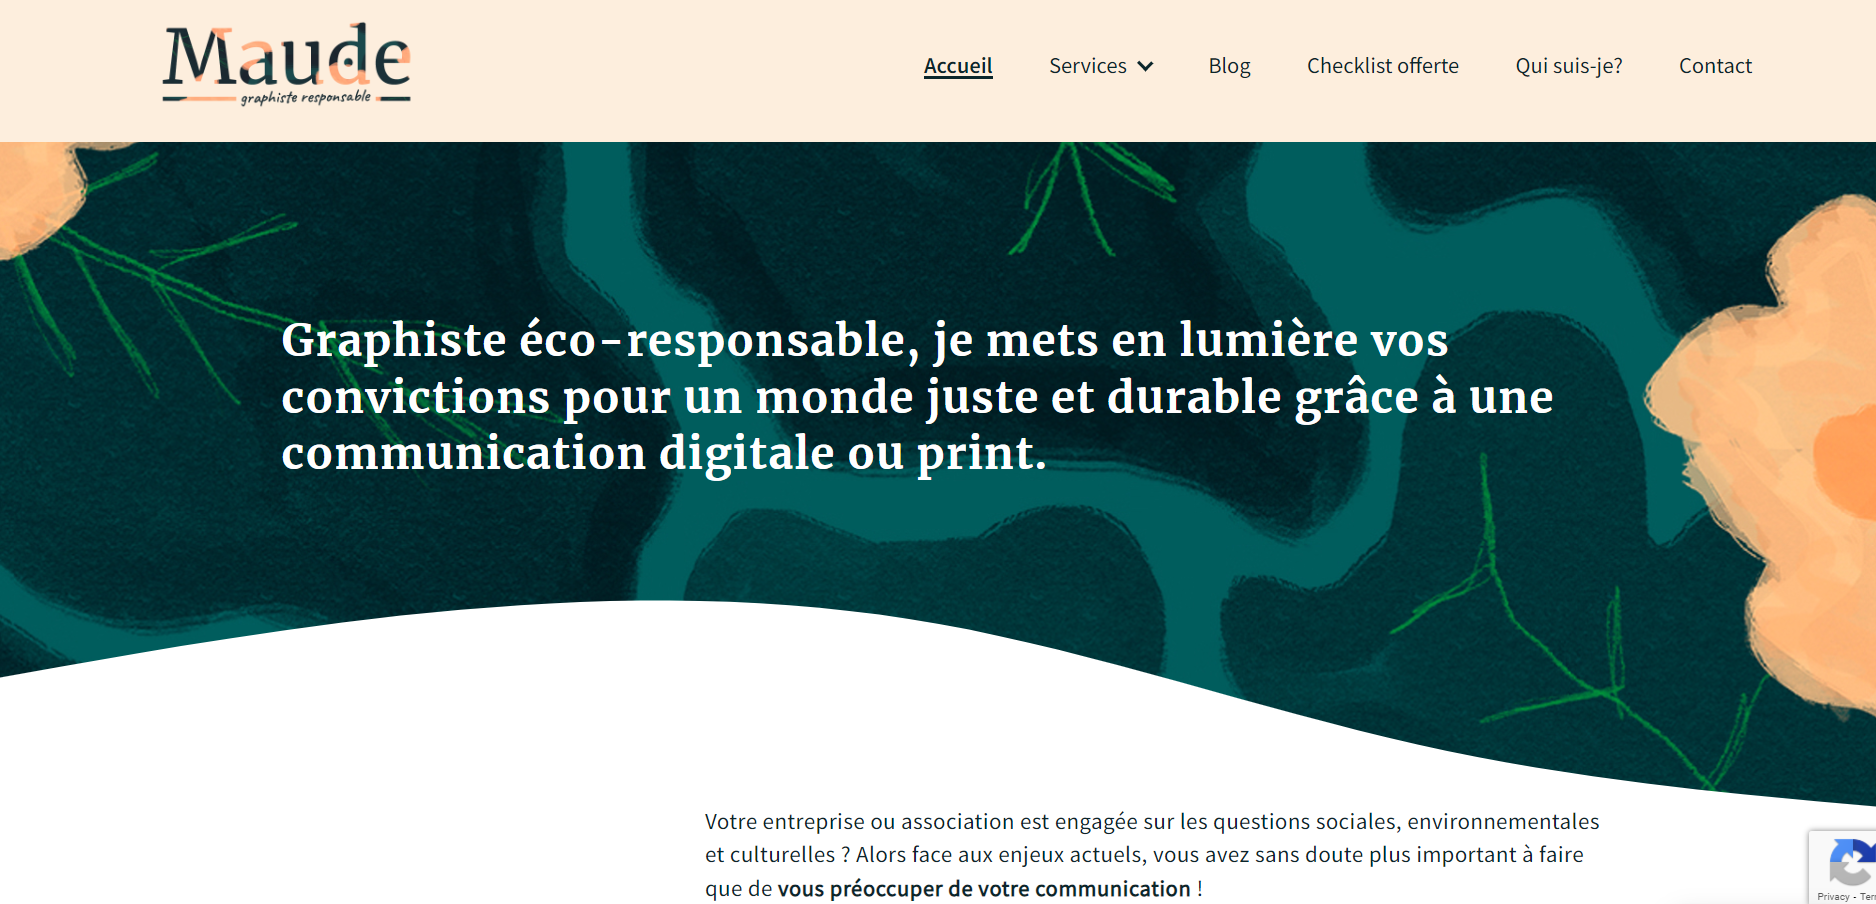 Maude
graphiste responsable
Accueil
Services
Blog
Checklist offerte
Qui suis-je?
Contact
Graphiste éco-responsable, je mets en lumière vos
convictions pour un monde juste et durable grâce à une
communication digitale ou print.
Votre entreprise ou association est engagée sur les questions sociales, environnementales
et culturelles ? Alors face aux enjeux actuels, vous avez sans doute plus important à faire
que de vous préoccuper de votre communication !
Privacy -